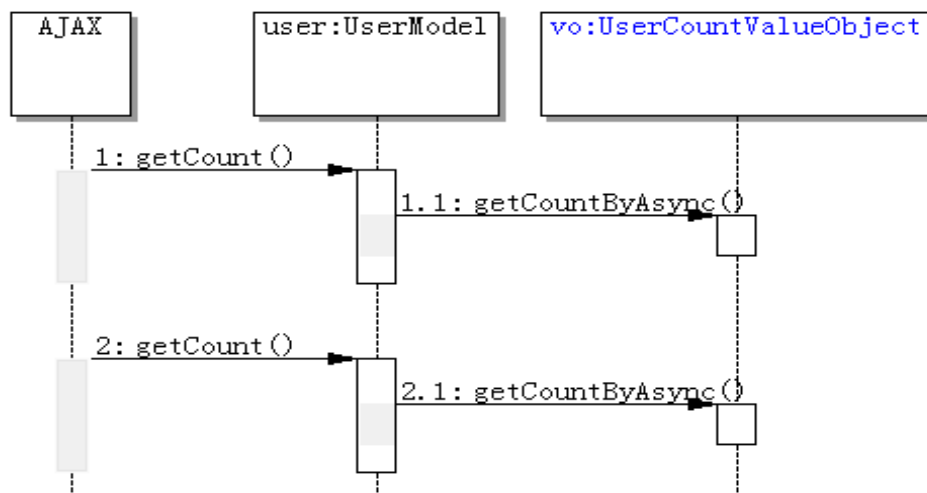 AJAX
user:UserModel
vo:UserCountValueObject
1: getCount()
1.1: getCountByAsync()
2: getCount()
2.1: getCountByAsync()